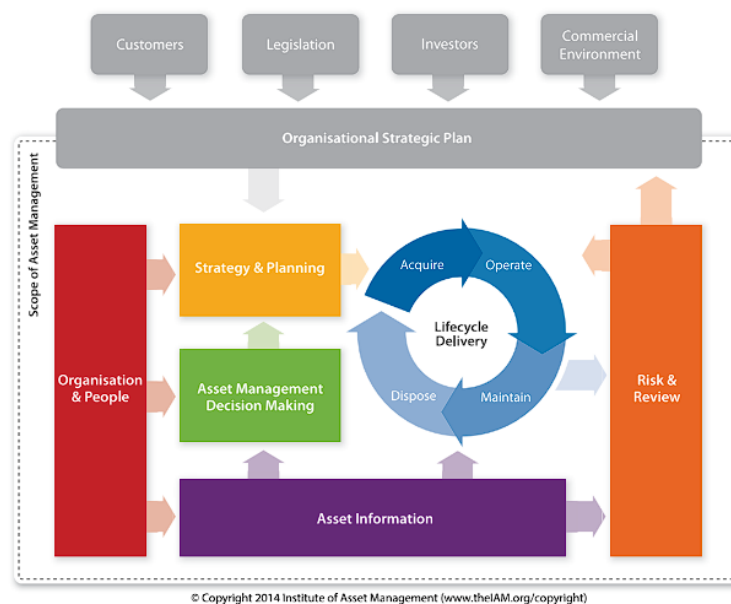 Customers
Legislation
Investors
Commercial
Environment
Organisational Strategic Plan
Scope of Asset Management
Strategy & Planning
Acquire
Operate
Lifecycle
Delivery
Organisation
& People
Asset Management
Decision Making
Dispose
Maintain
Risk &
Review
Asset Information
© Copyright 2014 Institute of Asset Management (www.theIAM.org/copyright)